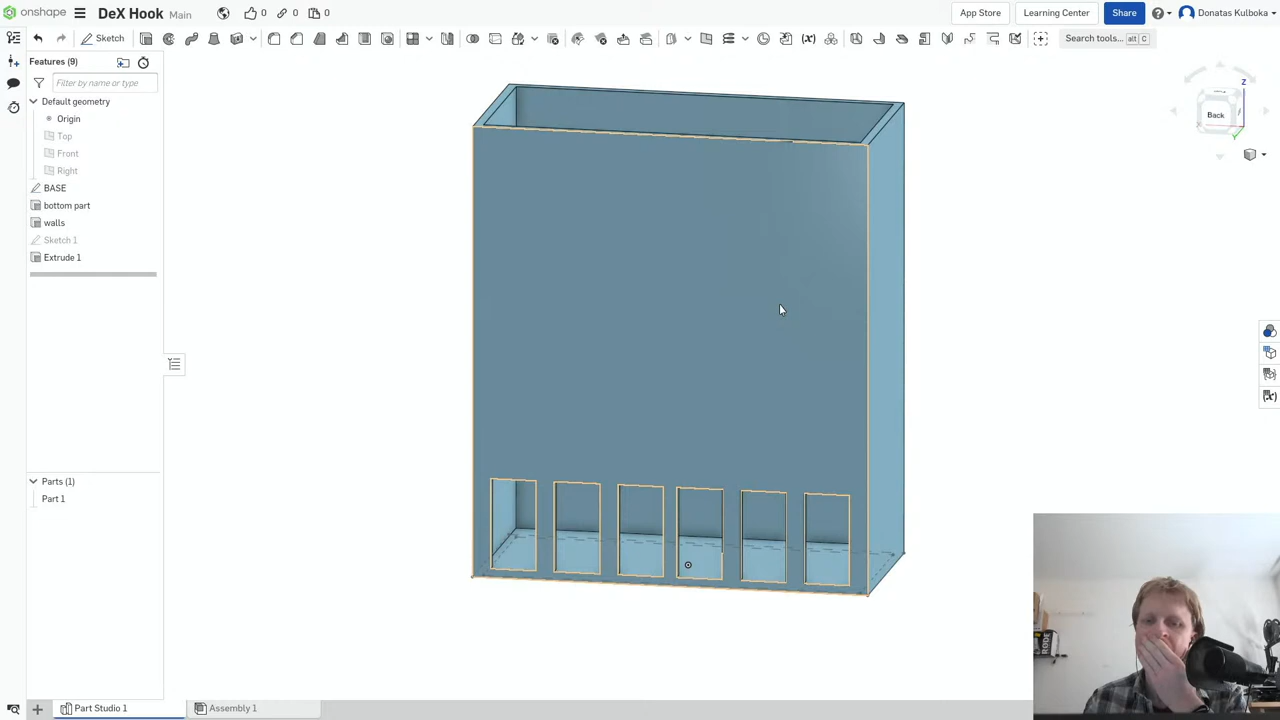 onshape
DeX Hook Main
0
0
0
App Store
Learning Center
Share
Donatas Kulboka
Sketch
Search tools... alt C
Features (9)
Filter by name or type
Default geometry
Origin
Top
Front
Right
BASE
bottom part
walls
Sketch 1
Extrude 1
Parts (1)
Part 1
Back
Z
Part Studio 1
Assembly 1
RODE